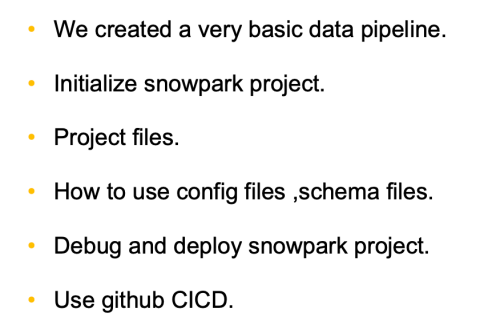 • We created a very basic data pipeline.
• Initialize snowpark project.
• Project files.
• How to use config files ,schema files.
• Debug and deploy snowpark project.
• Use github CICD.